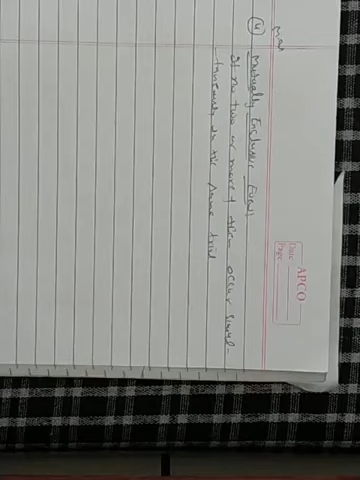 APCO
Date
Page
④ Mutually Exclusive Event
If no two or more of them occur simul-
-taneously in the same trial